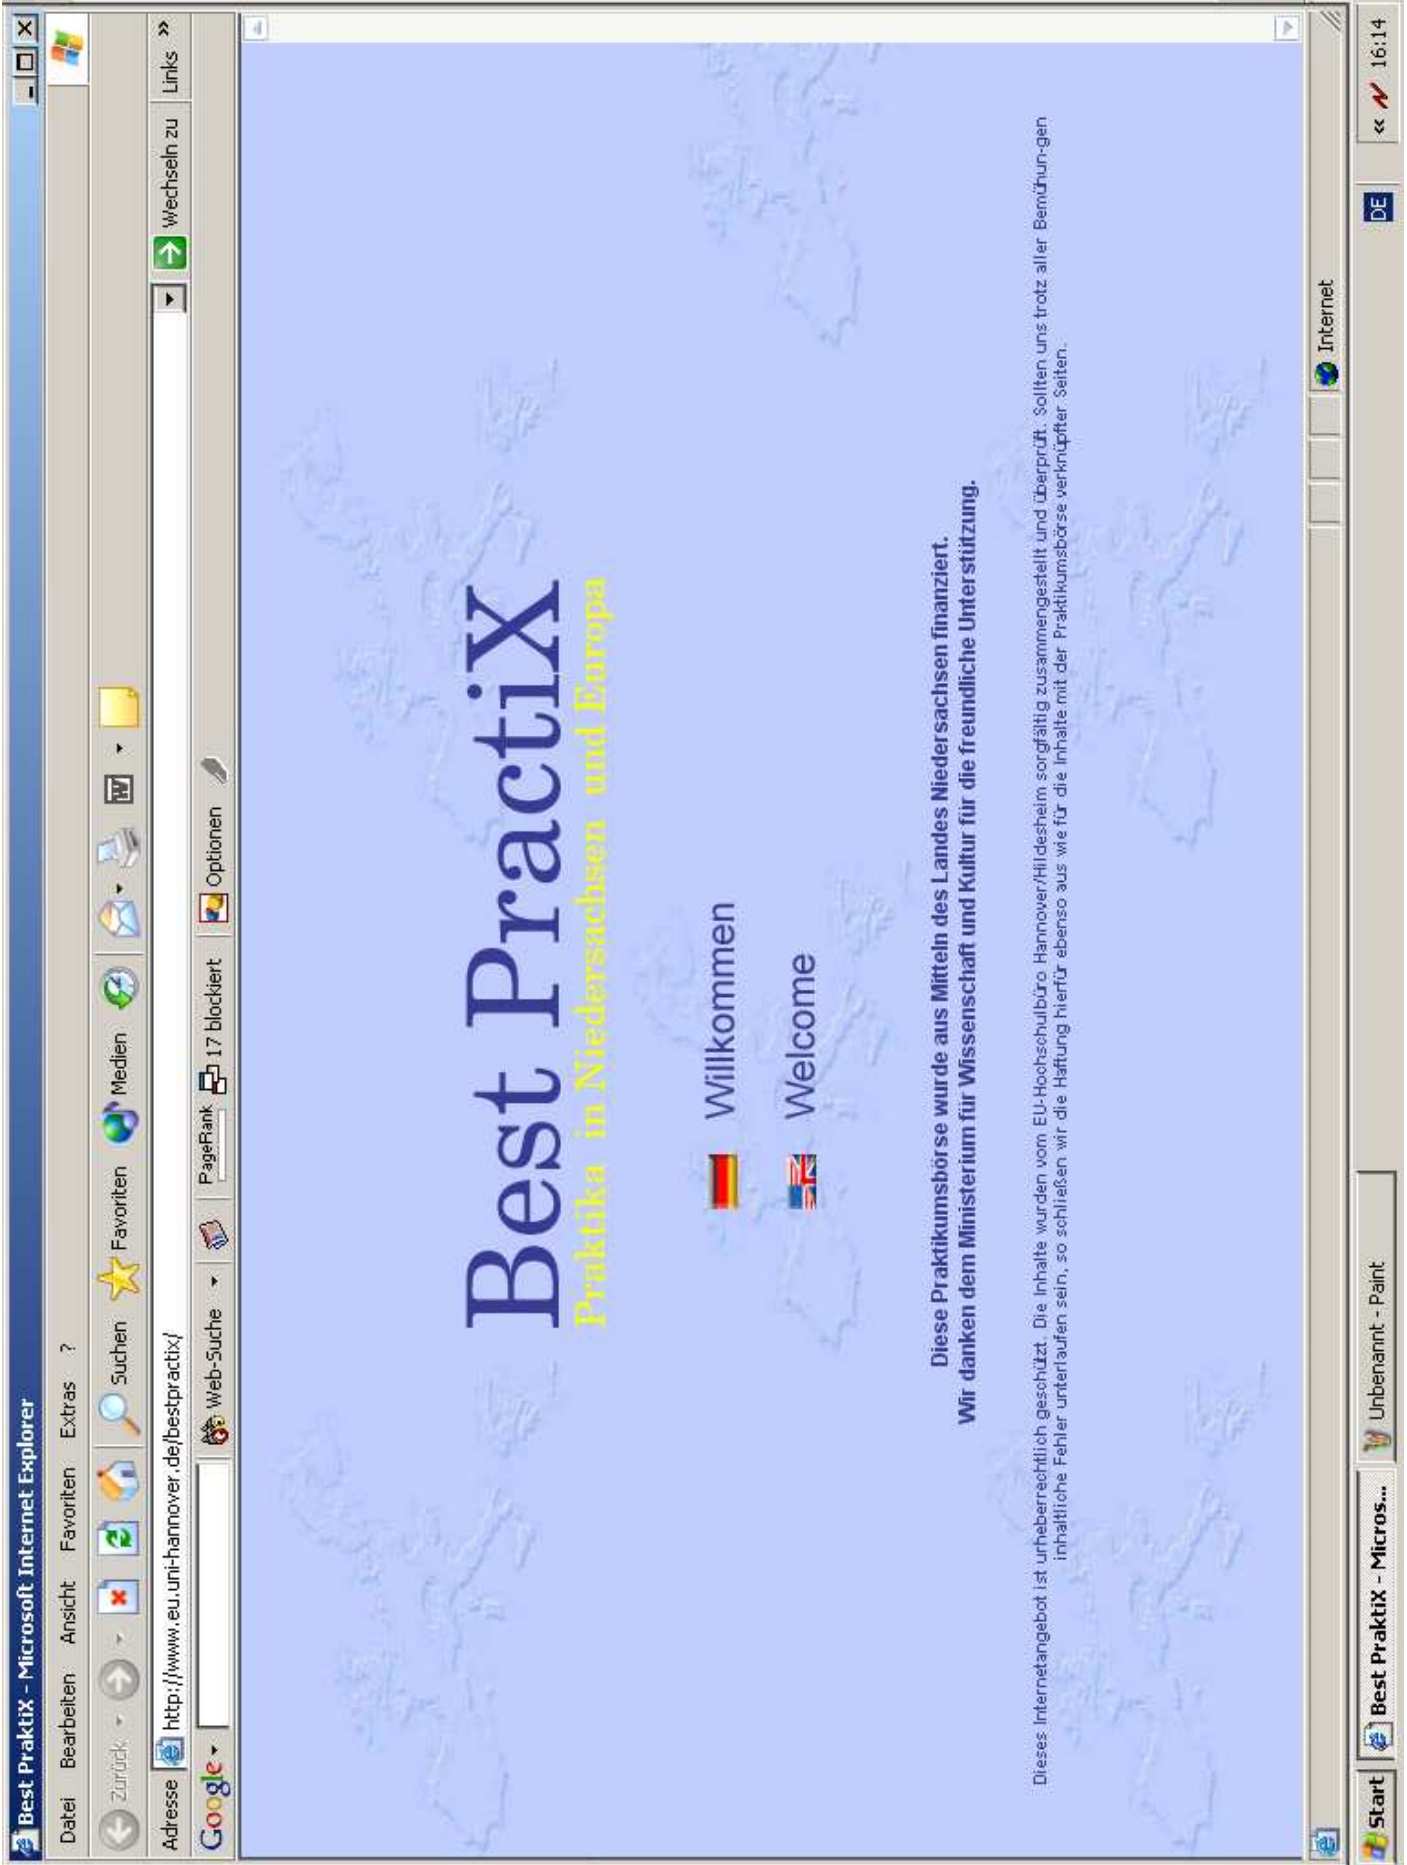 Best PraktiX - Microsoft Internet Explorer
Datei Bearbeiten Ansicht Favoriten Extras ?
Zurück Suchen Favoriten Medien
Adresse http://www.eu.uni-hannover.de/bestpractix/ Wechseln zu Links »
Google Web-Suche PageRank 17 blockiert Optionen
Best PractiX
Praktika in Niedersachsen und Europa
Willkommen
Welcome
Diese Praktikumsbörse wurde aus Mitteln des Landes Niedersachsen finanziert.
Wir danken dem Ministerium für Wissenschaft und Kultur für die freundliche Unterstützung.
Dieses Internetangebot ist urheberrechtlich geschützt. Die Inhalte wurden vom EU-Hochschulbüro Hannover/Hildesheim sorgfältig zusammengestellt und überprüft. Sollten uns trotz aller Bemühun-gen
inhaltliche Fehler unterlaufen sein, so schließen wir die Haftung hierfür ebenso aus wie für die Inhalte mit der Praktikumsbörse verknüpfter Seiten.
Internet
Start Best PraktiX - Micros... Unbenannt - Paint DE « 16:14